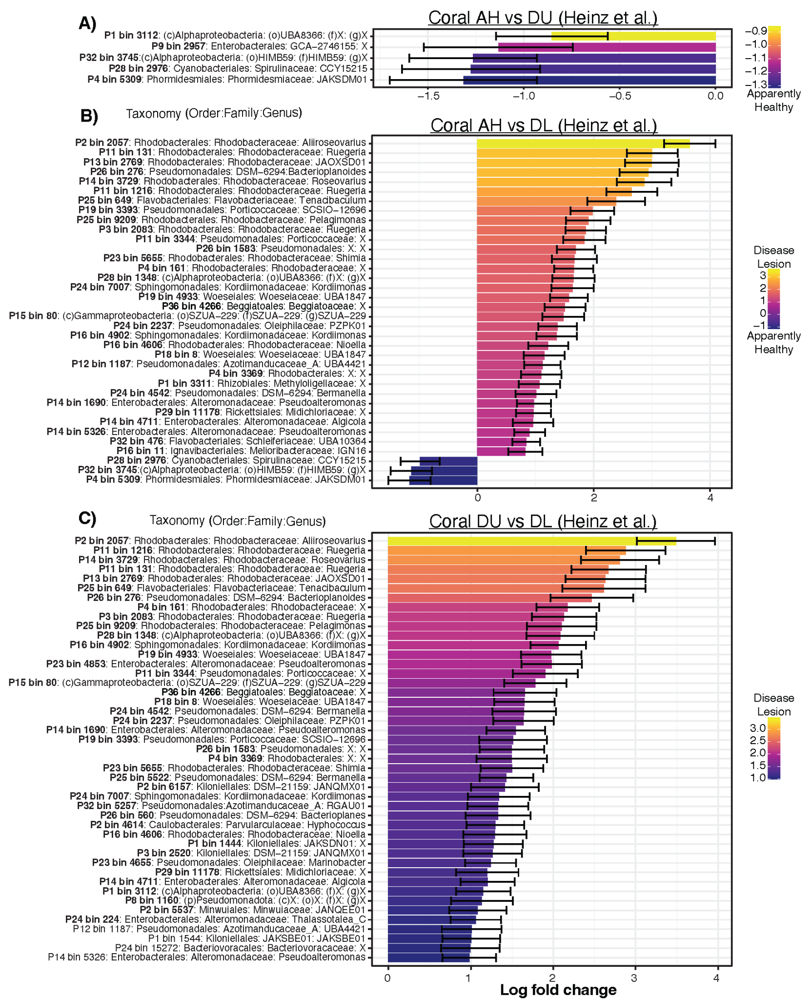 A)
Coral AH vs DU (Heinz et al.)
P1 bin 3112: (c)Alphaproteobacteria: (o)UBA8366: (f)X: (g)X
P9 bin 2957: Enterobacterales: GCA−2746155: X
P32 bin 3745:(c)Alphaproteobacteria: (o)HIMB59: (f)HIMB59: (g)X
P28 bin 2976: Cyanobacteriales: Spirulinaceae: CCY15215
P4 bin 5309: Phormidesmiales: Phormidesmiaceae: JAKSDM01
−1.5 −1.0 −0.5 0.0
−0.9
−1.0
−1.1
−1.2
−1.3
Apparently
Healthy
B)
Taxonomy (Order:Family:Genus)
Coral AH vs DL (Heinz et al.)
P2 bin 2057: Rhodobacterales: Rhodobacteraceae: Aliiroseovarius
P11 bin 131: Rhodobacterales: Rhodobacteraceae: Ruegeria
P13 bin 2769: Rhodobacterales: Rhodobacteraceae: JAOXSD01
P26 bin 276: Pseudomonadales: DSM−6294:Bacterioplanoides
P14 bin 3729: Rhodobacterales: Rhodobacteraceae: Roseovarius
P11 bin 1216: Rhodobacterales: Rhodobacteraceae: Ruegeria
P25 bin 649: Flavobacteriales: Flavobacteriaceae: Tenacibaculum
P19 bin 3393: Pseudomonadales: Porticoccaceae: SCSIO−12696
P25 bin 9209: Rhodobacterales: Rhodobacteraceae: Pelagimonas
P3 bin 2083: Rhodobacterales: Rhodobacteraceae: Ruegeria
P11 bin 3344: Pseudomonadales: Porticoccaceae: X
P26 bin 1583: Pseudomonadales: X: X
P23 bin 5655: Rhodobacterales: Rhodobacteraceae: Shimia
P4 bin 161: Rhodobacterales: Rhodobacteraceae: X
P28 bin 1348: (c)Alphaproteobacteria: (o)UBA8366: (f)X: (g)X
P24 bin 7007: Sphingomonadales: Kordiimonadaceae: Kordiimonas
P19 bin 4933: Woeseiales: Woeseiaceae: UBA1847
P36 bin 4266: Beggiatoales: Beggiatoaceae: X
P15 bin 80: (c)Gammaproteobacteria: (o)SZUA−229: (f)SZUA−229: (g)SZUA−229
P24 bin 2237: Pseudomonadales: Oleiphilaceae: PZPK01
P16 bin 4902: Sphingomonadales: Kordiimonadaceae: Kordiimonas
P16 bin 4606: Rhodobacterales: Rhodobacteraceae: Nioella
P18 bin 8: Woeseiales: Woeseiaceae: UBA1847
P12 bin 1187: Pseudomonadales: Azotimanducaceae_A: UBA4421
P4 bin 3369: Rhodobacterales: X: X
P1 bin 3311: Rhizobiales: Methyloligellaceae: X
P24 bin 4542: Pseudomonadales: DSM−6294: Bermanella
P14 bin 1690: Enterobacterales: Alteromonadaceae: Pseudoalteromonas
P29 bin 11178: Rickettsiales: Midichloriaceae: X
P14 bin 4711: Enterobacterales: Alteromonadaceae: Algicola
P14 bin 5326: Enterobacterales: Alteromonadaceae: Pseudoalteromonas
P32 bin 476: Flavobacteriales: Schleiferiaceae: UBA10364
P16 bin 11: Ignavibacteriales: Melioribacteraceae: IGN16
P28 bin 2976: Cyanobacteriales: Spirulinaceae: CCY15215
P32 bin 3745:(c)Alphaproteobacteria: (o)HIMB59: (f)HIMB59: (g)X
P4 bin 5309: Phormidesmiales: Phormidesmiaceae: JAKSDM01
0 2 4
Disease
Lesion
3
2
1
0
−1
Apparently
Healthy
C)
Taxonomy (Order:Family:Genus)
Coral DU vs DL (Heinz et al.)
P2 bin 2057: Rhodobacterales: Rhodobacteraceae: Aliiroseovarius
P11 bin 1216: Rhodobacterales: Rhodobacteraceae: Ruegeria
P14 bin 3729: Rhodobacterales: Rhodobacteraceae: Roseovarius
P11 bin 131: Rhodobacterales: Rhodobacteraceae: Ruegeria
P13 bin 2769: Rhodobacterales: Rhodobacteraceae: JAOXSD01
P25 bin 649: Flavobacteriales: Flavobacteriaceae: Tenacibaculum
P26 bin 276: Pseudomonadales: DSM−6294: Bacterioplanoides
P4 bin 161: Rhodobacterales: Rhodobacteraceae: X
P3 bin 2083: Rhodobacterales: Rhodobacteraceae: Ruegeria
P25 bin 9209: Rhodobacterales: Rhodobacteraceae: Pelagimonas
P28 bin 1348: (c)Alphaproteobacteria: (o)UBA8366: (f)X: (g)X
P16 bin 4902: Sphingomonadales: Kordiimonadaceae: Kordiimonas
P19 bin 4933: Woeseiales: Woeseiaceae: UBA1847
P23 bin 4853: Enterobacterales: Alteromonadaceae: Pseudoalteromonas
P11 bin 3344: Pseudomonadales: Porticoccaceae: X
P15 bin 80: (c)Gammaproteobacteria: (o)SZUA−229: (f)SZUA−229: (g)SZUA−229
P36 bin 4266: Beggiatoales: Beggiatoaceae: X
P18 bin 8: Woeseiales: Woeseiaceae: UBA1847
P24 bin 4542: Pseudomonadales: DSM−6294: Bermanella
P24 bin 2237: Pseudomonadales: Oleiphilaceae: PZPK01
P14 bin 1690: Enterobacterales: Alteromonadaceae: Pseudoalteromonas
P19 bin 3393: Pseudomonadales: Porticoccaceae: SCSIO−12696
P26 bin 1583: Pseudomonadales: X: X
P4 bin 3369: Rhodobacterales: X: X
P23 bin 5655: Rhodobacterales: Rhodobacteraceae: Shimia
P25 bin 5522: Pseudomonadales: DSM−6294: Bermanella
P2 bin 6157: Kiloniellales: DSM−21159: JANQMX01
P24 bin 7007: Sphingomonadales: Kordiimonadaceae: Kordiimonas
P32 bin 5257: Pseudomonadales:Azotimanducaceae_A: RGAU01
P26 bin 560: Pseudomonadales: DSM−6294: Bacterioplanes
P2 bin 4614: Caulobacterales: Parvularculaceae: Hyphococcus
P16 bin 4606: Rhodobacterales: Rhodobacteraceae: Nioella
P1 bin 1444: Kiloniellales: JAKSDN01: X
P3 bin 2520: Kiloniellales: DSM−21159: JANQMX01
P23 bin 4655: Pseudomonadales: Oleiphilaceae: Marinobacter
P29 bin 11178: Rickettsiales: Midichloriaceae: X
P14 bin 4711: Enterobacterales: Alteromonadaceae: Algicola
P1 bin 3112: (c)Alphaproteobacteria: (o)UBA8366: (f)X: (g)X
P8 bin 1160: (p)Pseudomonadota: (c)X: (o)X: (f)X: (g)X
P2 bin 5537: Minwuiales: Minwuiaceae: JANQEE01
P24 bin 224: Enterobacterales: Alteromonadaceae: Thalassotalea_C
P12 bin 1187: Pseudomonadales: Azotimanducaceae_A: UBA4421
P1 bin 1544: Kiloniellales: JAKSBE01: JAKSBE01
P24 bin 15272: Bacteriovoracales: Bacteriovoracaceae: X
P14 bin 5326: Enterobacterales: Alteromonadaceae: Pseudoalteromonas
0 1 2 3 4
Log fold change
Disease
Lesion
3.0
2.5
2.0
1.5
1.0